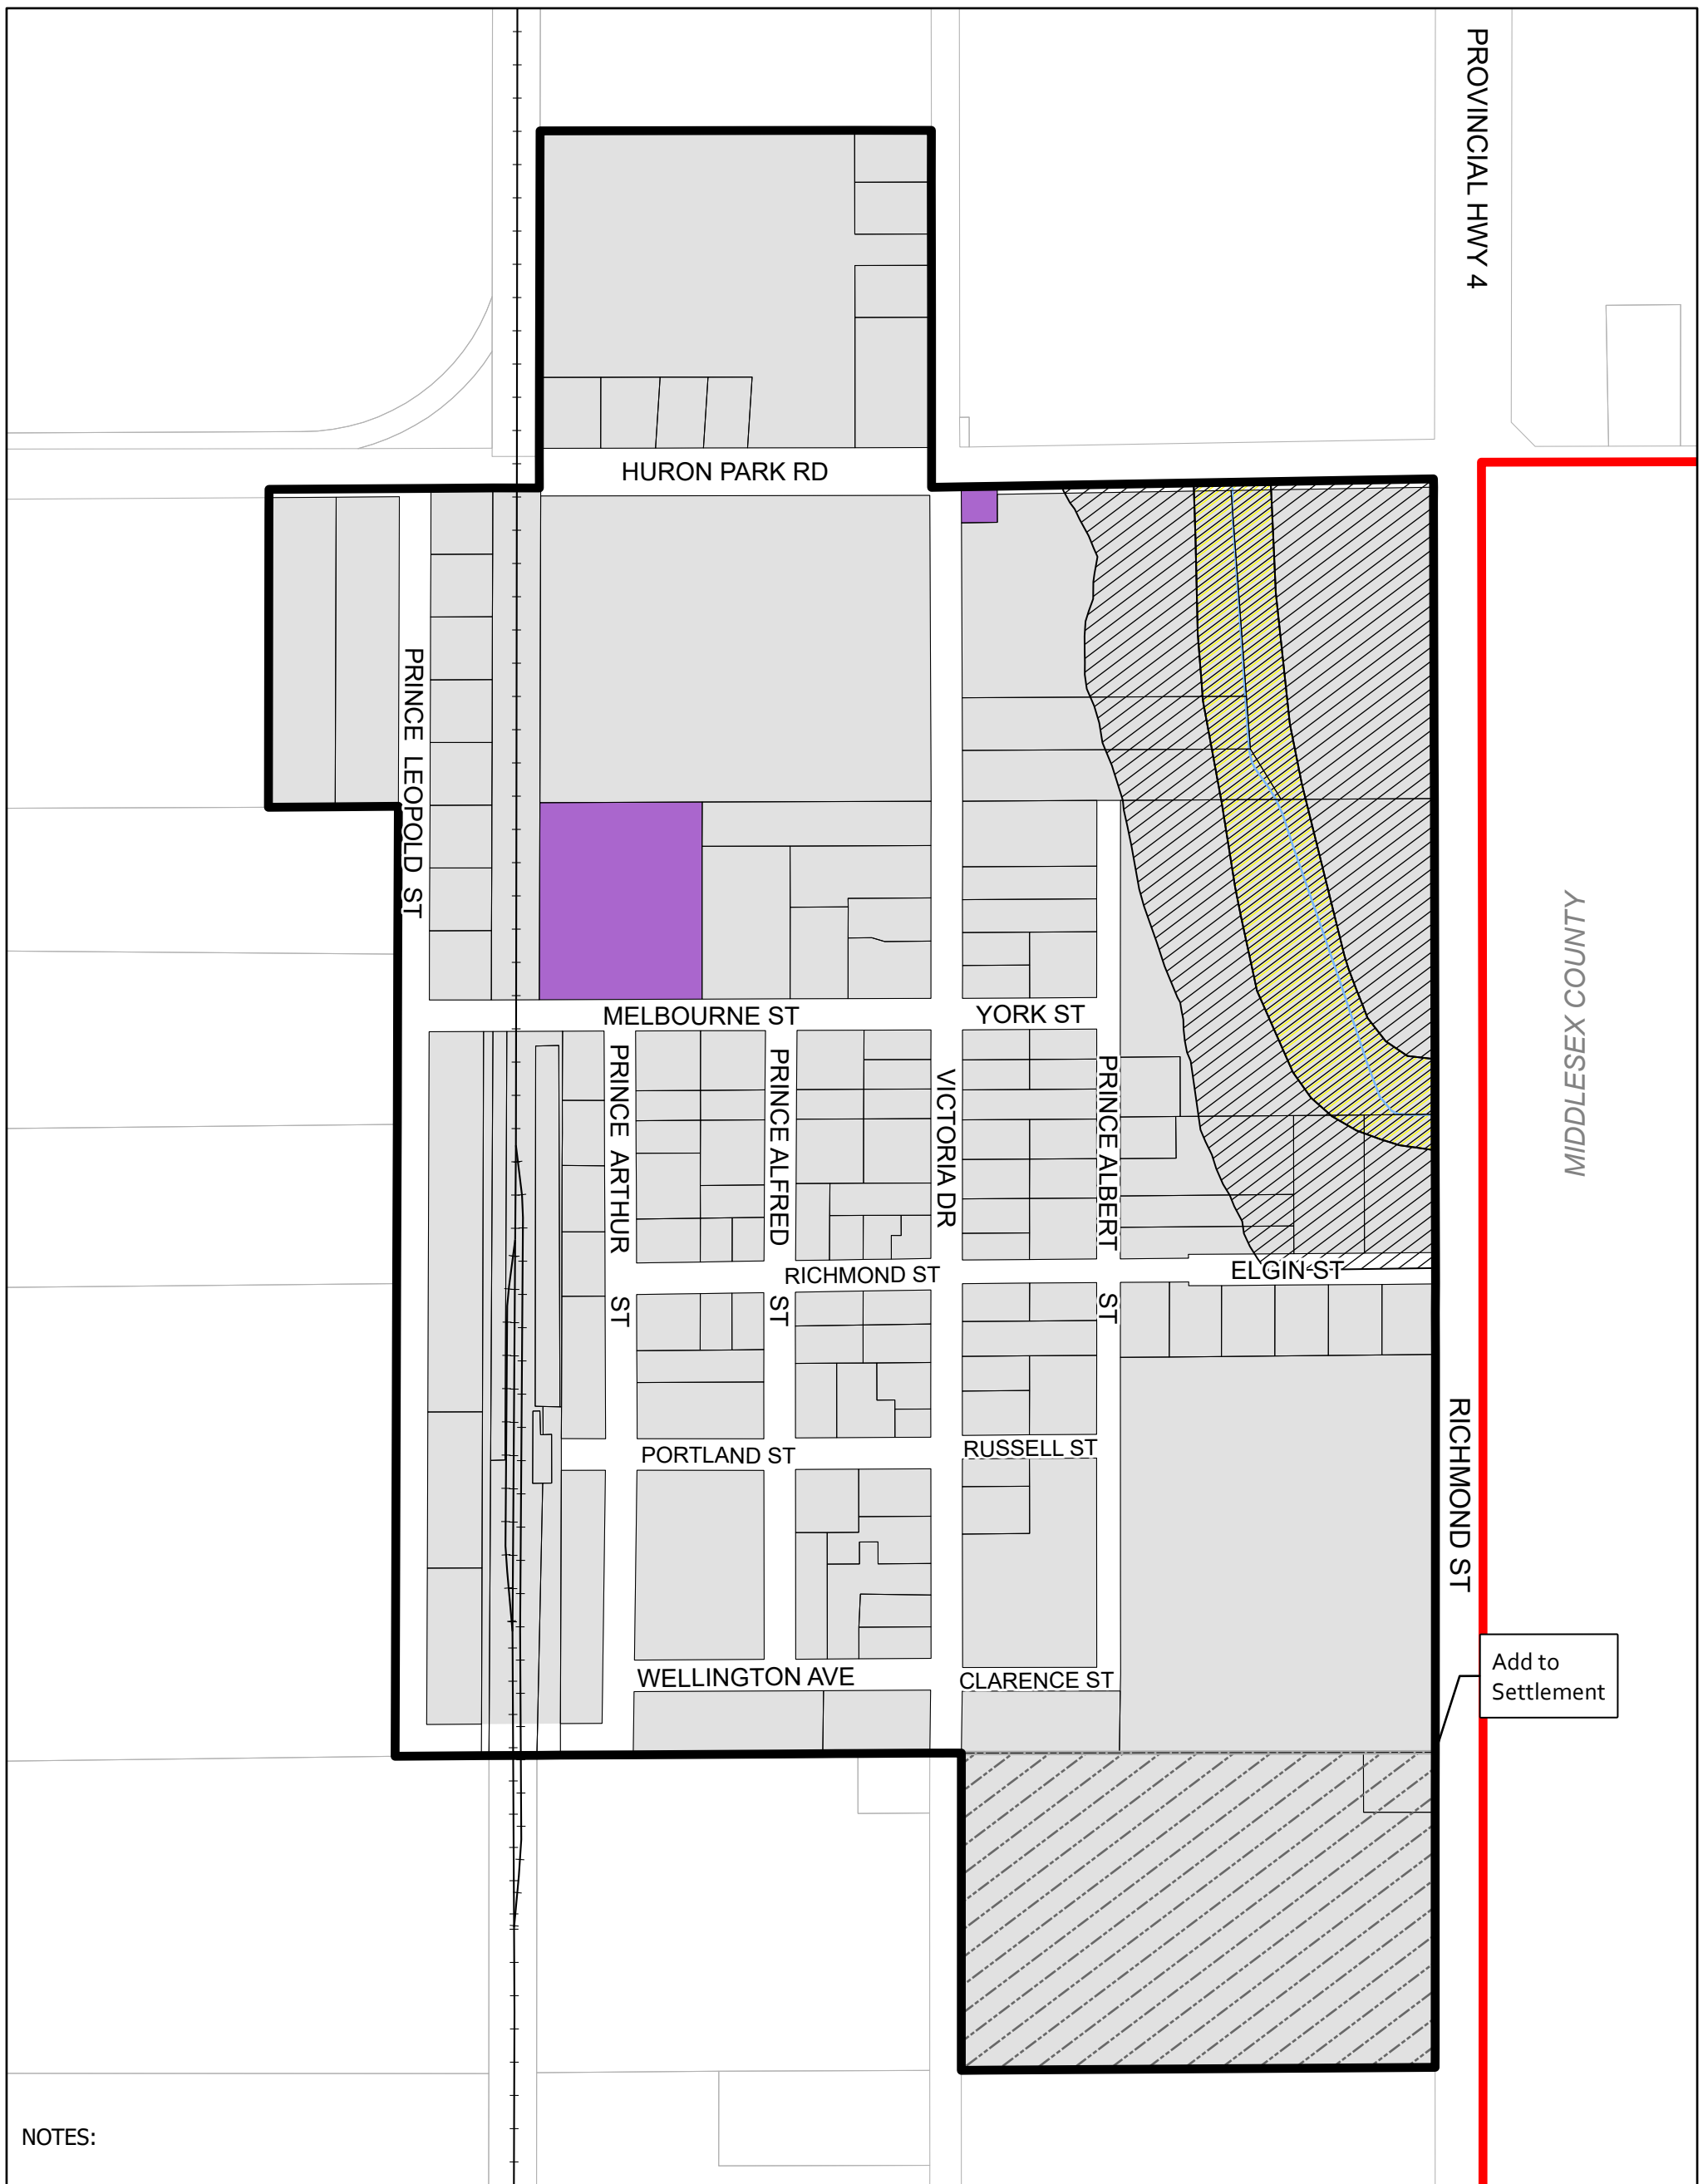 PROVINCIAL HWY 4
HURON PARK RD
PRINCE LEOPOLD ST
MIDDLESEX COUNTY
MELBOURNE ST
YORK ST
PRINCE ARTHUR ST
PRINCE ALFRED ST
VICTORIA DR
PRINCE ALBERT ST
RICHMOND ST
ELGIN ST
RICHMOND ST
PORTLAND ST
RUSSELL ST
WELLINGTON AVE
CLARENCE ST
Add to
Settlement
NOTES: